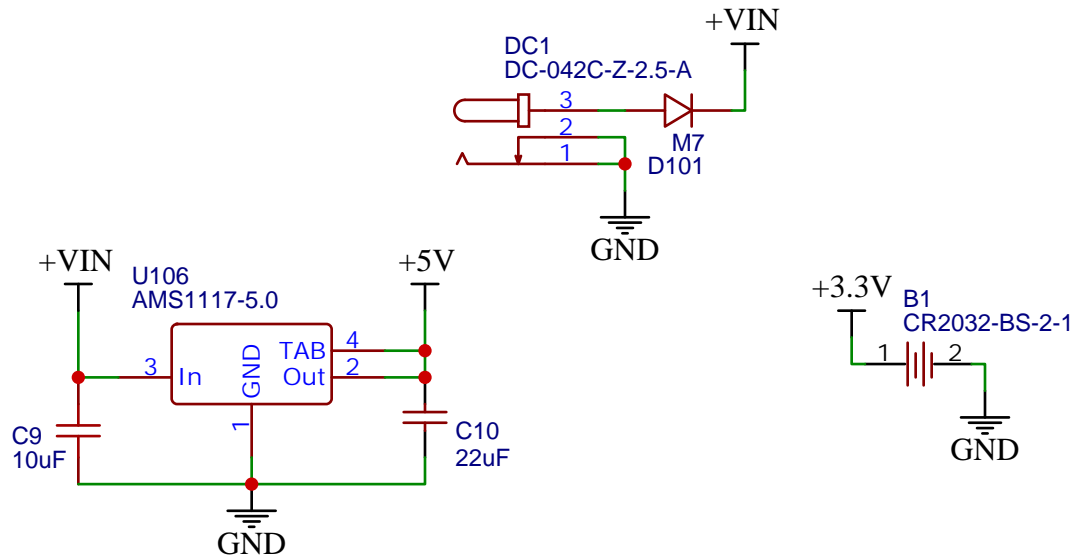 +VIN
DC1
DC-042C-Z-2.5-A
3
2
1
M7
D101
GND
+VIN
U106
AMS1117-5.0
+5V
3
In
GND
1
TAB
4
Out
2
C9
10uF
C10
22uF
GND
+3.3V
B1
CR2032-BS-2-1
1
2
GND